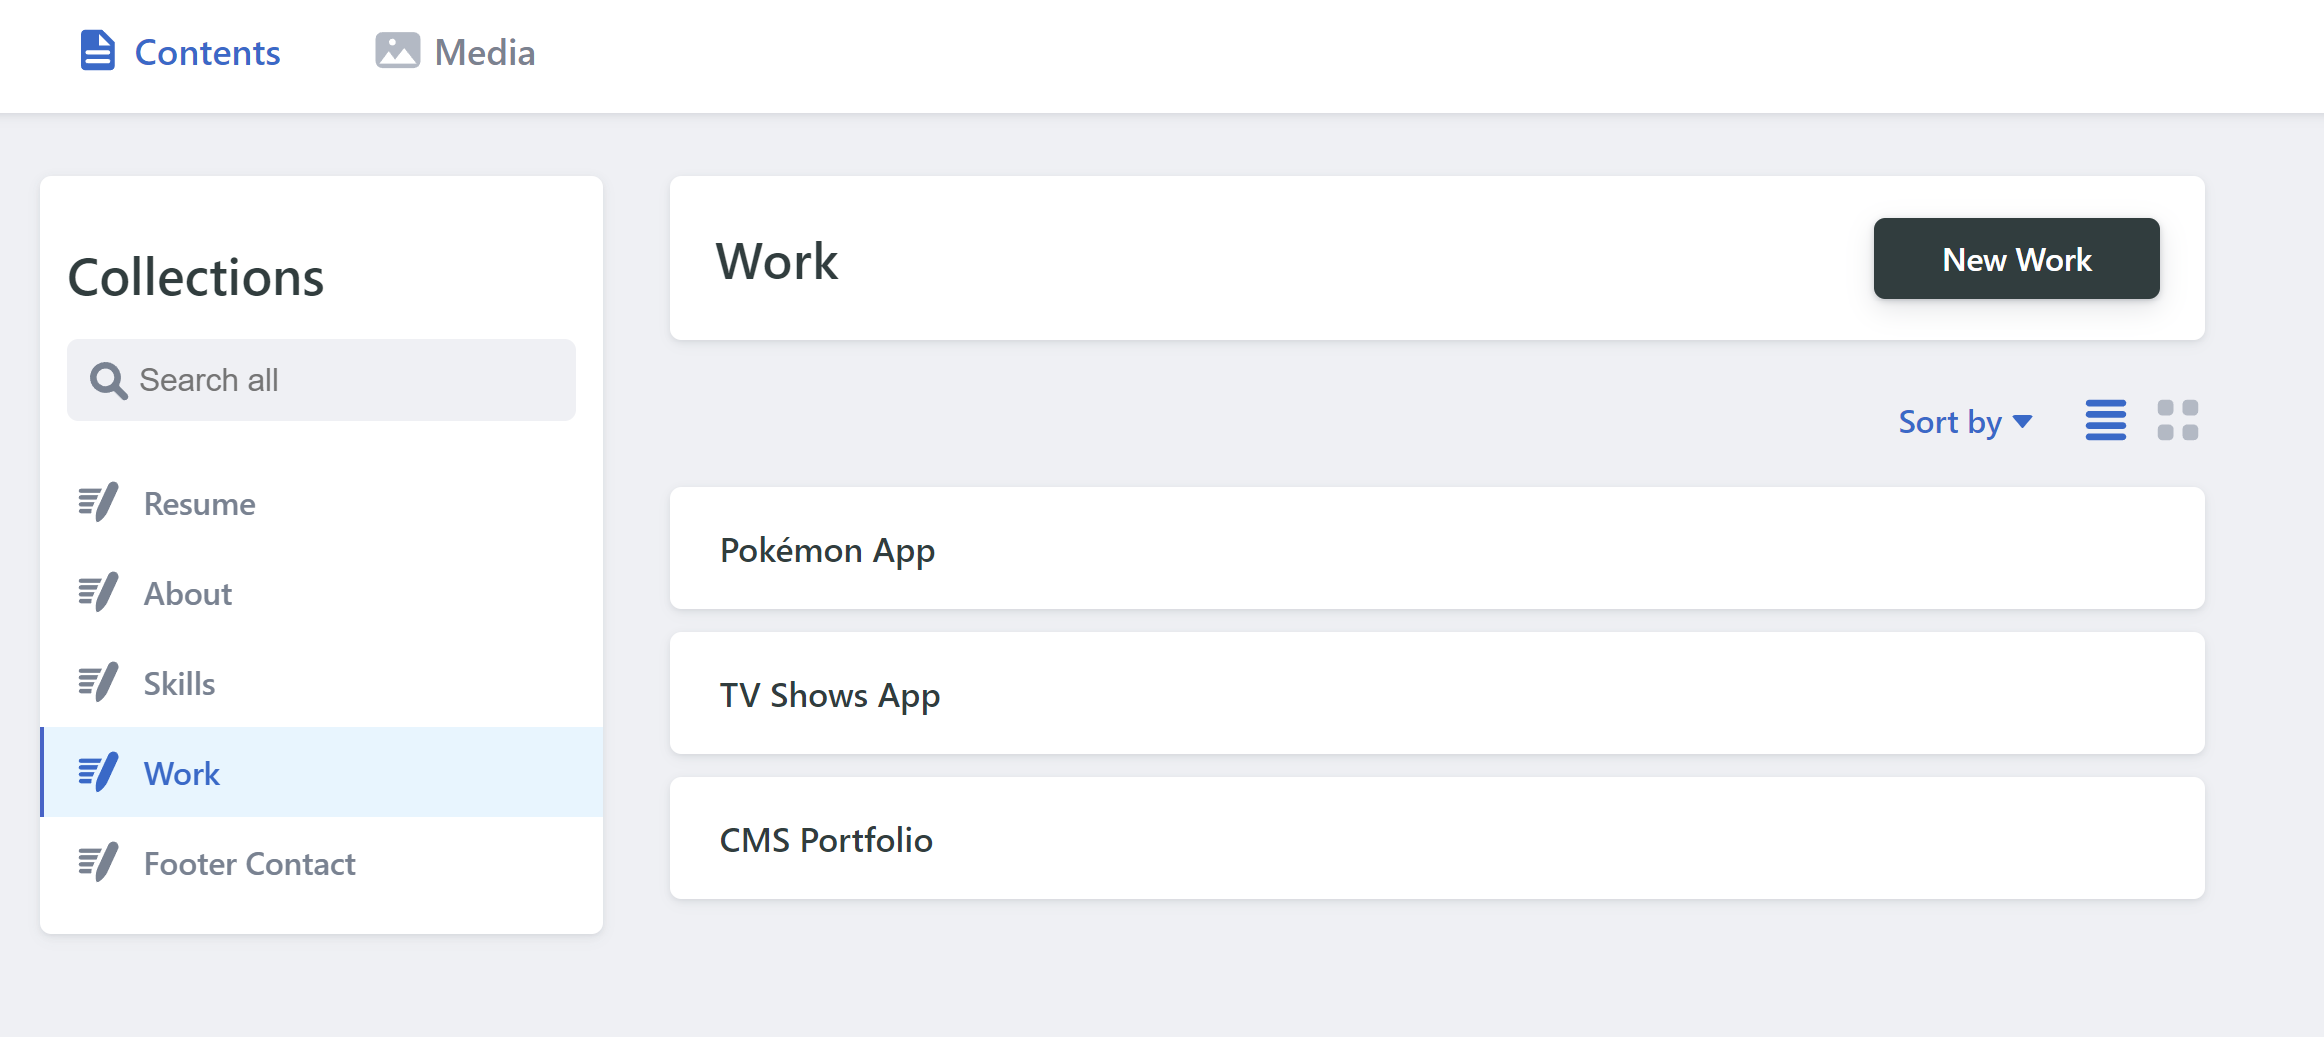 Contents
Media
Collections
Search all
Resume
About
Skills
Work
Footer Contact
Work
New Work
Sort by
Pokémon App
TV Shows App
CMS Portfolio